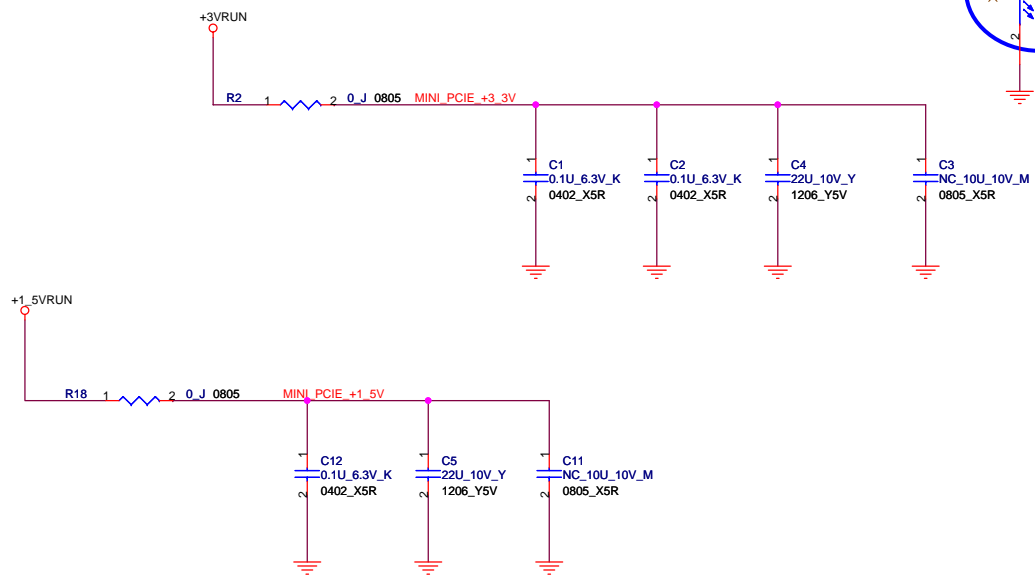 +3VRUN
2
R2 1 2 0_J 0805 MINI_PCIE_+3_3V
1 C1
0.1U_6.3V_K
2 0402_X5R
1 C2
0.1U_6.3V_K
2 0402_X5R
1 C4
22U_10V_Y
2 1206_Y5V
1 C3
NC_10U_10V_M
2 0805_X5R
+1_5VRUN
R18 1 2 0_J 0805 MINI_PCIE_+1_5V
1 C12
0.1U_6.3V_K
2 0402_X5R
1 C5
22U_10V_Y
2 1206_Y5V
1 C11
NC_10U_10V_M
2 0805_X5R